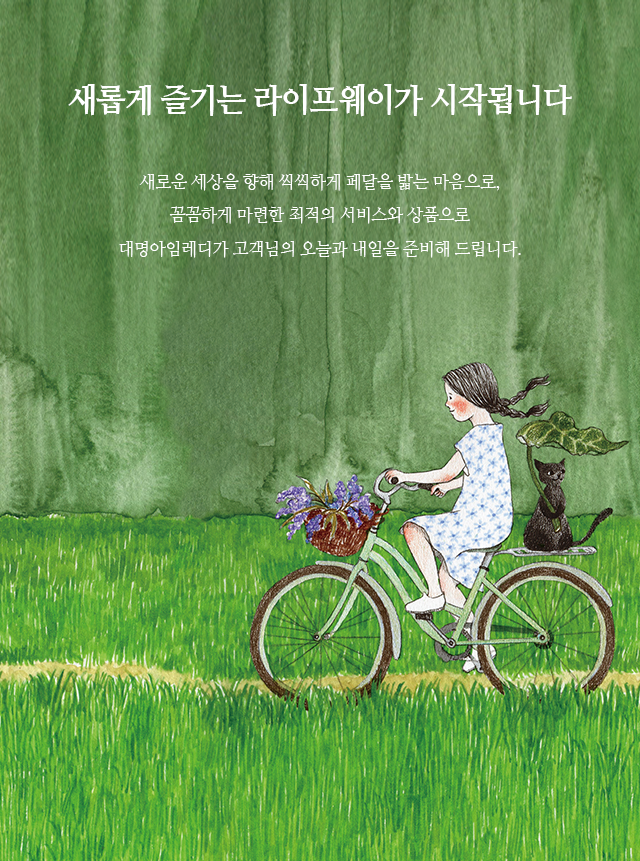 새롭게 즐기는 라이프웨이가 시작됩니다
새로운 세상을 향해 씩씩하게 페달을 밟는 마음으로,
꼼꼼하게 마련한 최적의 서비스와 상품으로
대명아임레디가 고객님의 오늘과 내일을 준비해 드립니다.